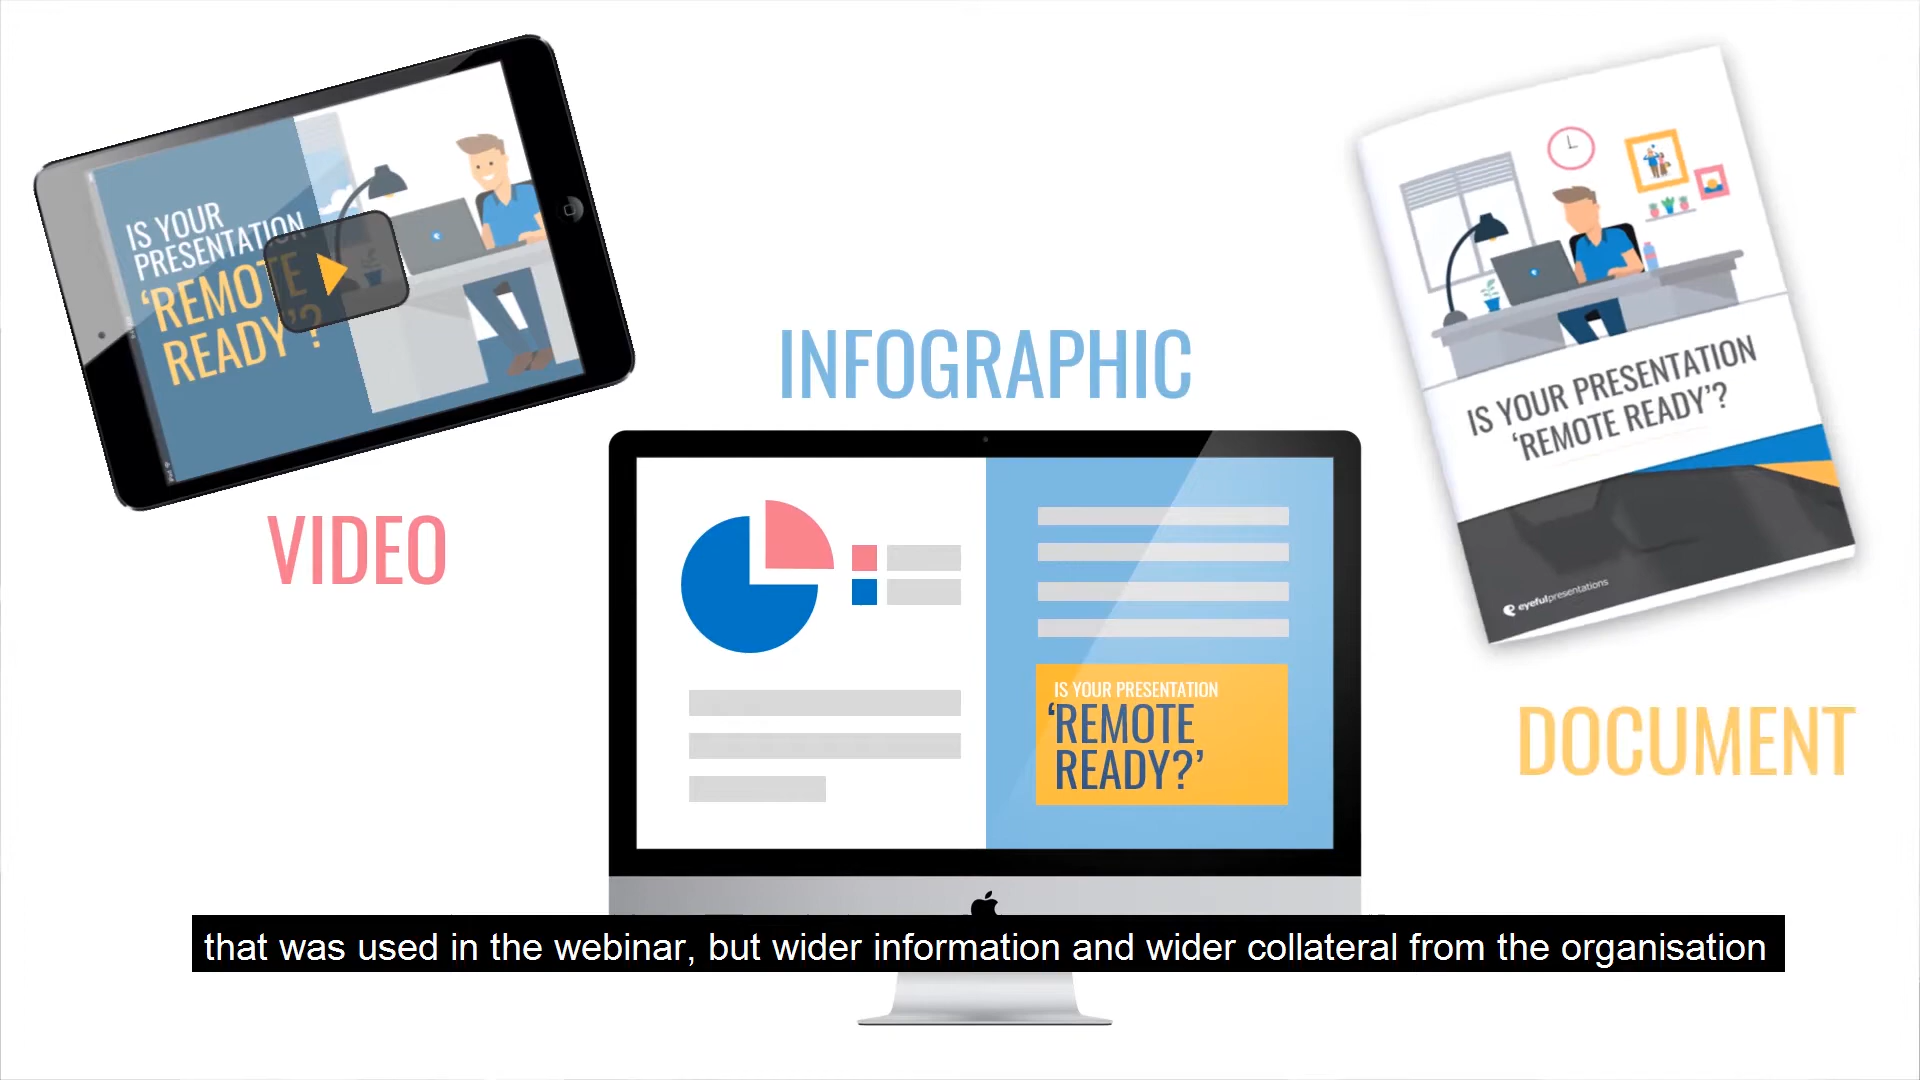 IS YOUR
PRESENTATION
‘REMOTE
READY’?
VIDEO
INFOGRAPHIC
IS YOUR PRESENTATION
‘REMOTE
READY?’
IS YOUR PRESENTATION
‘REMOTE READY’?
eyefulpresentations
DOCUMENT
that was used in the webinar, but wider information and wider collateral from the organisation